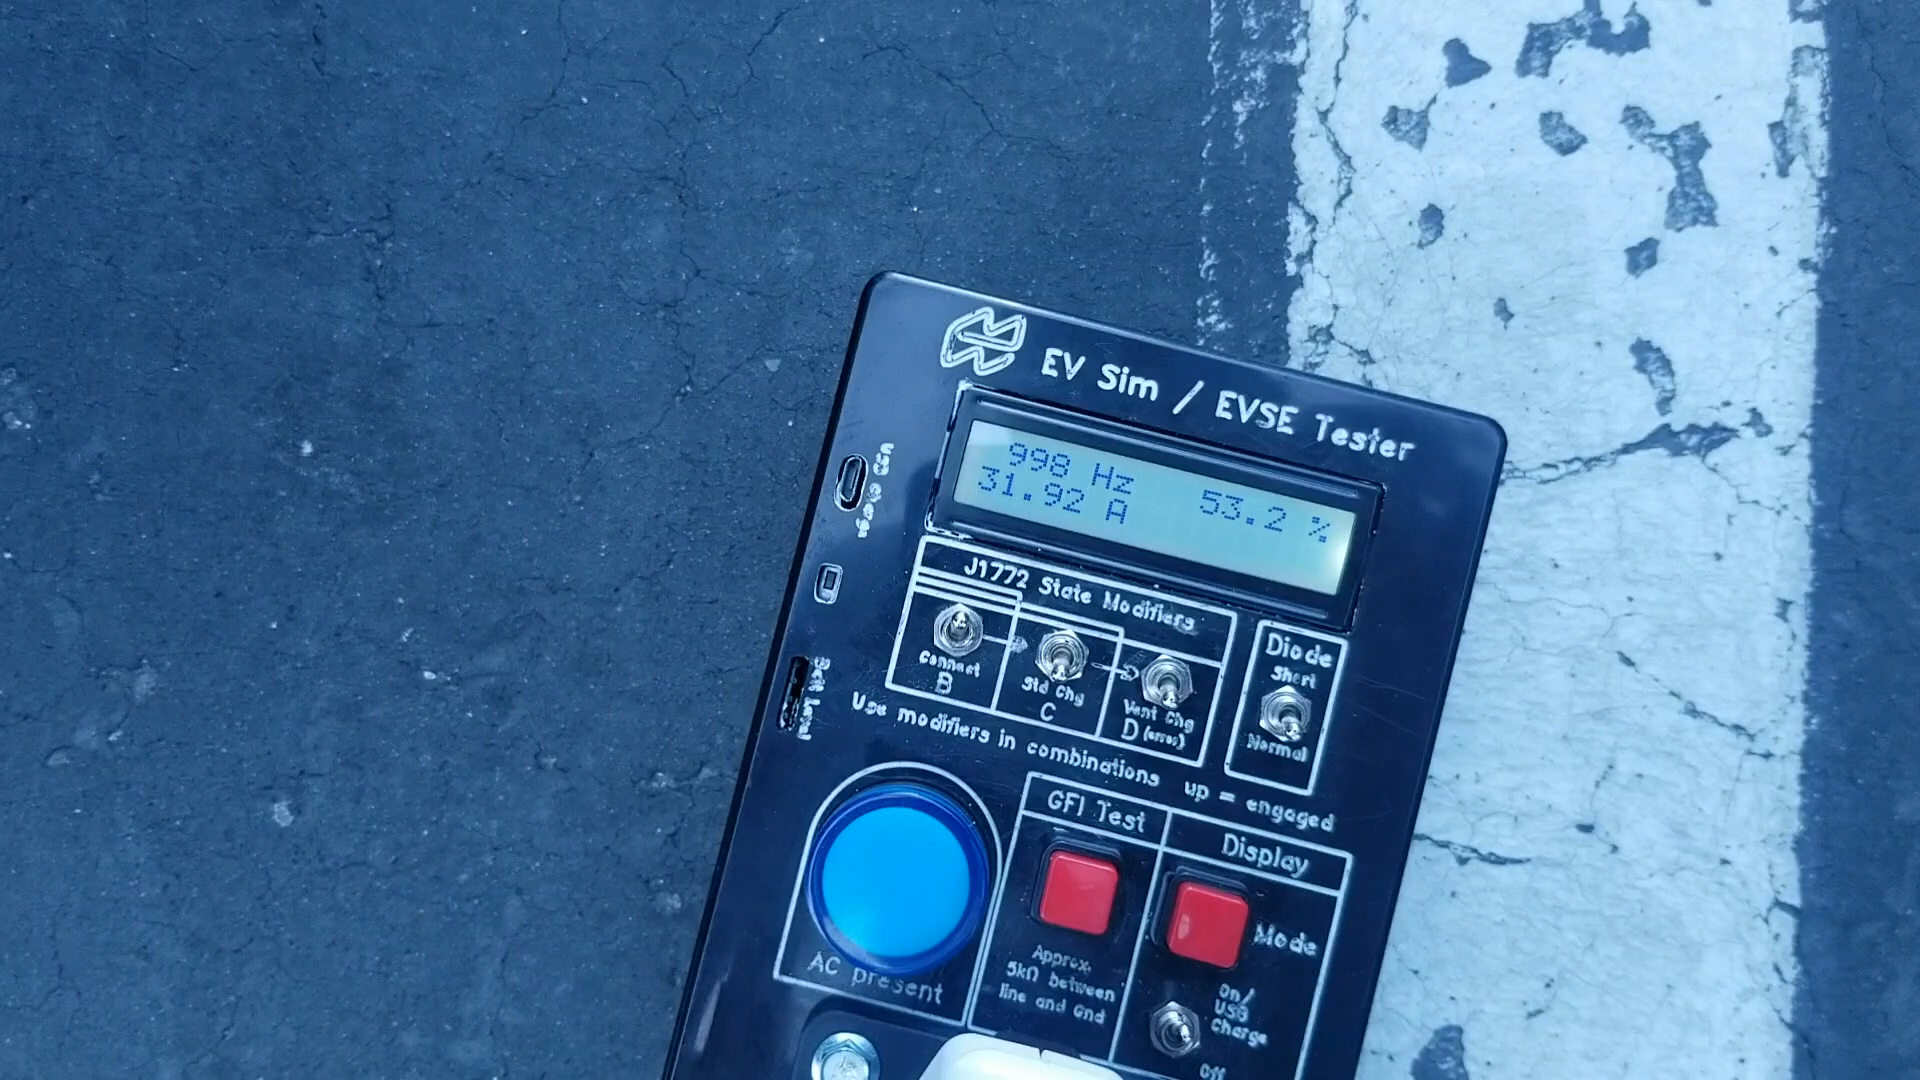 EV Sim / EVSE Tester
998 Hz 53.2 %
31.92 A
J1772 State Modifiers
Connect
B
Std Chg
C
Vent Chg
D (error)
Diode
Short
Normal
Use modifiers in combinations up = engaged
Batt Level
GFI Test
Display
Mode
Approx.
5kΩ between
line and Gnd
On/
USB
Charge
Off
AC present